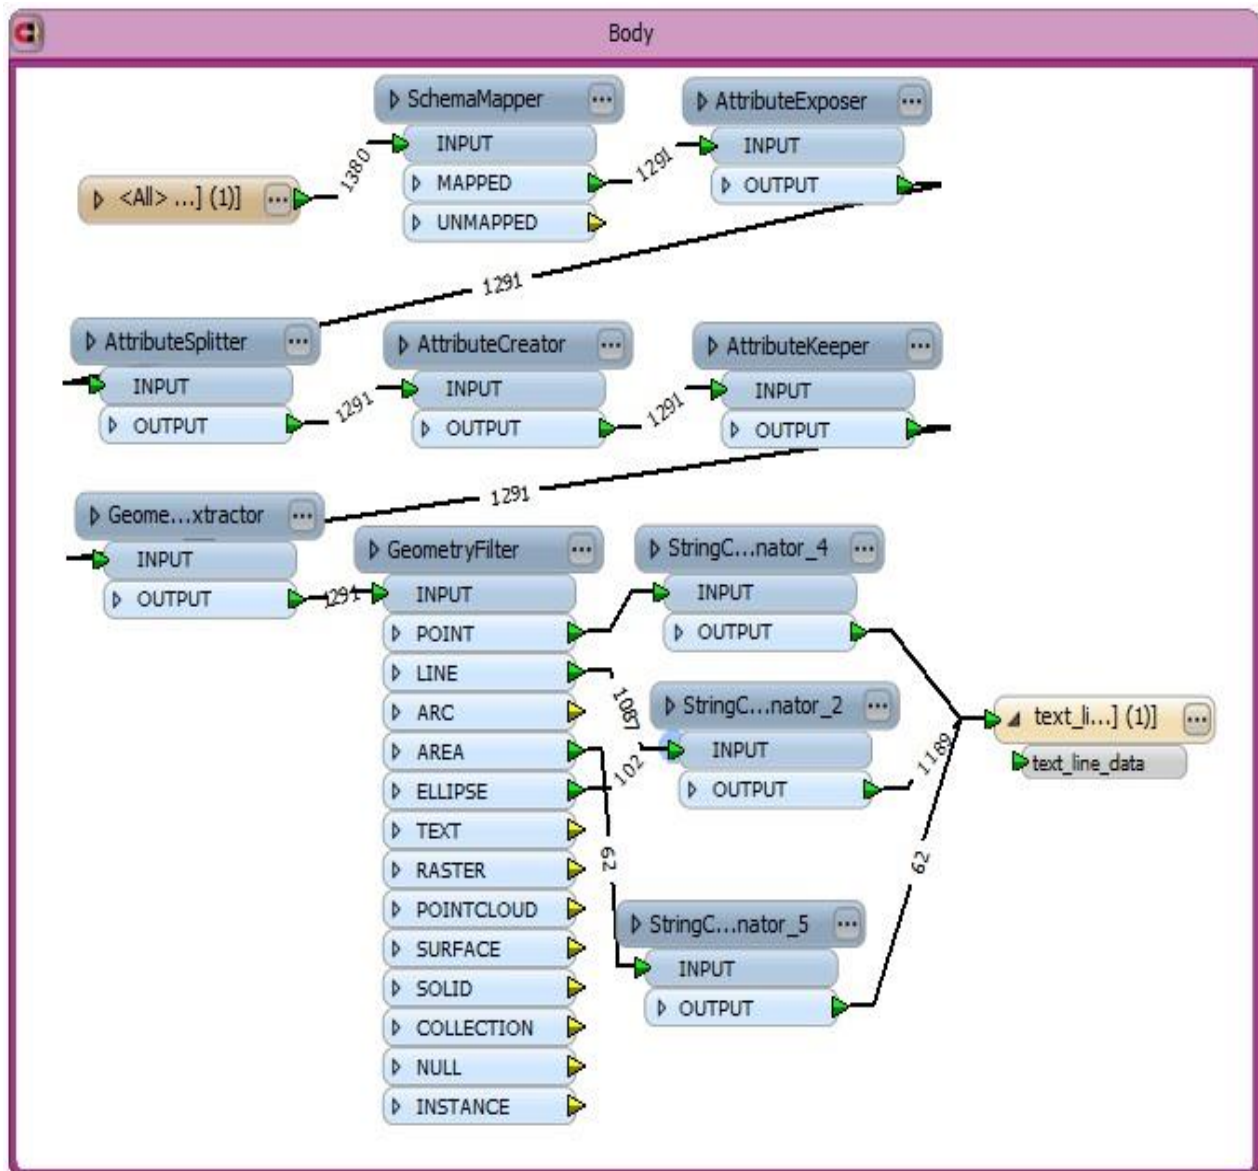 Body
SchemaMapper
INPUT
MAPPED
UNMAPPED
AttributeExposer
INPUT
OUTPUT
<All> ...] (1)]
1380
1291
1291
AttributeSplitter
INPUT
OUTPUT
1291
AttributeCreator
INPUT
OUTPUT
1291
AttributeKeeper
INPUT
OUTPUT
1291
Geome...xtractor
INPUT
OUTPUT
1291
GeometryFilter
INPUT
POINT
LINE
ARC
AREA
ELLIPSE
TEXT
RASTER
POINTCLOUD
SURFACE
SOLID
COLLECTION
NULL
INSTANCE
StringC...nator_4
INPUT
OUTPUT
1087
102
StringC...nator_2
INPUT
OUTPUT
1189
62
StringC...nator_5
INPUT
OUTPUT
62
text_li...] (1)]
text_line_data